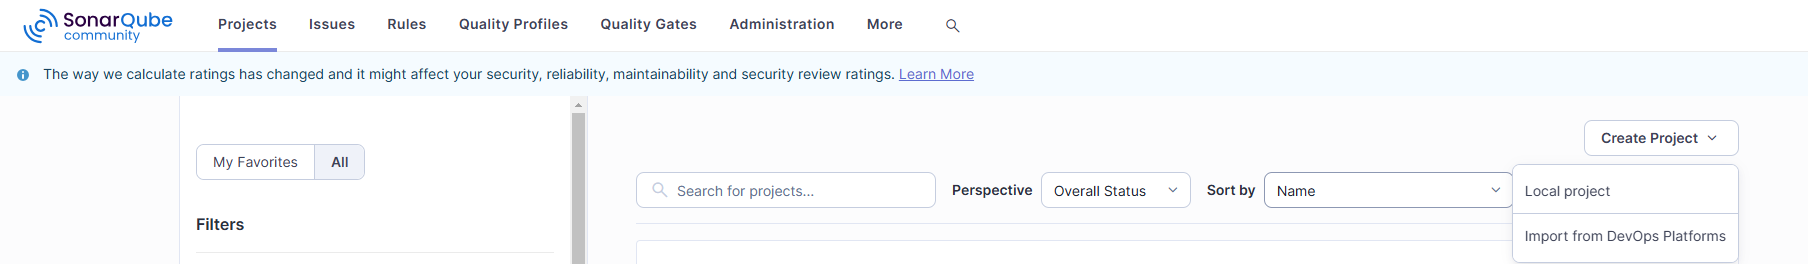 SonarQube
community
Projects
Issues
Rules
Quality Profiles
Quality Gates
Administration
More
The way we calculate ratings has changed and it might affect your security, reliability, maintainability and security review ratings. Learn More
My Favorites
All
Filters
Create Project
Search for projects...
Perspective
Overall Status
Sort by
Name
Local project
Import from DevOps Platforms